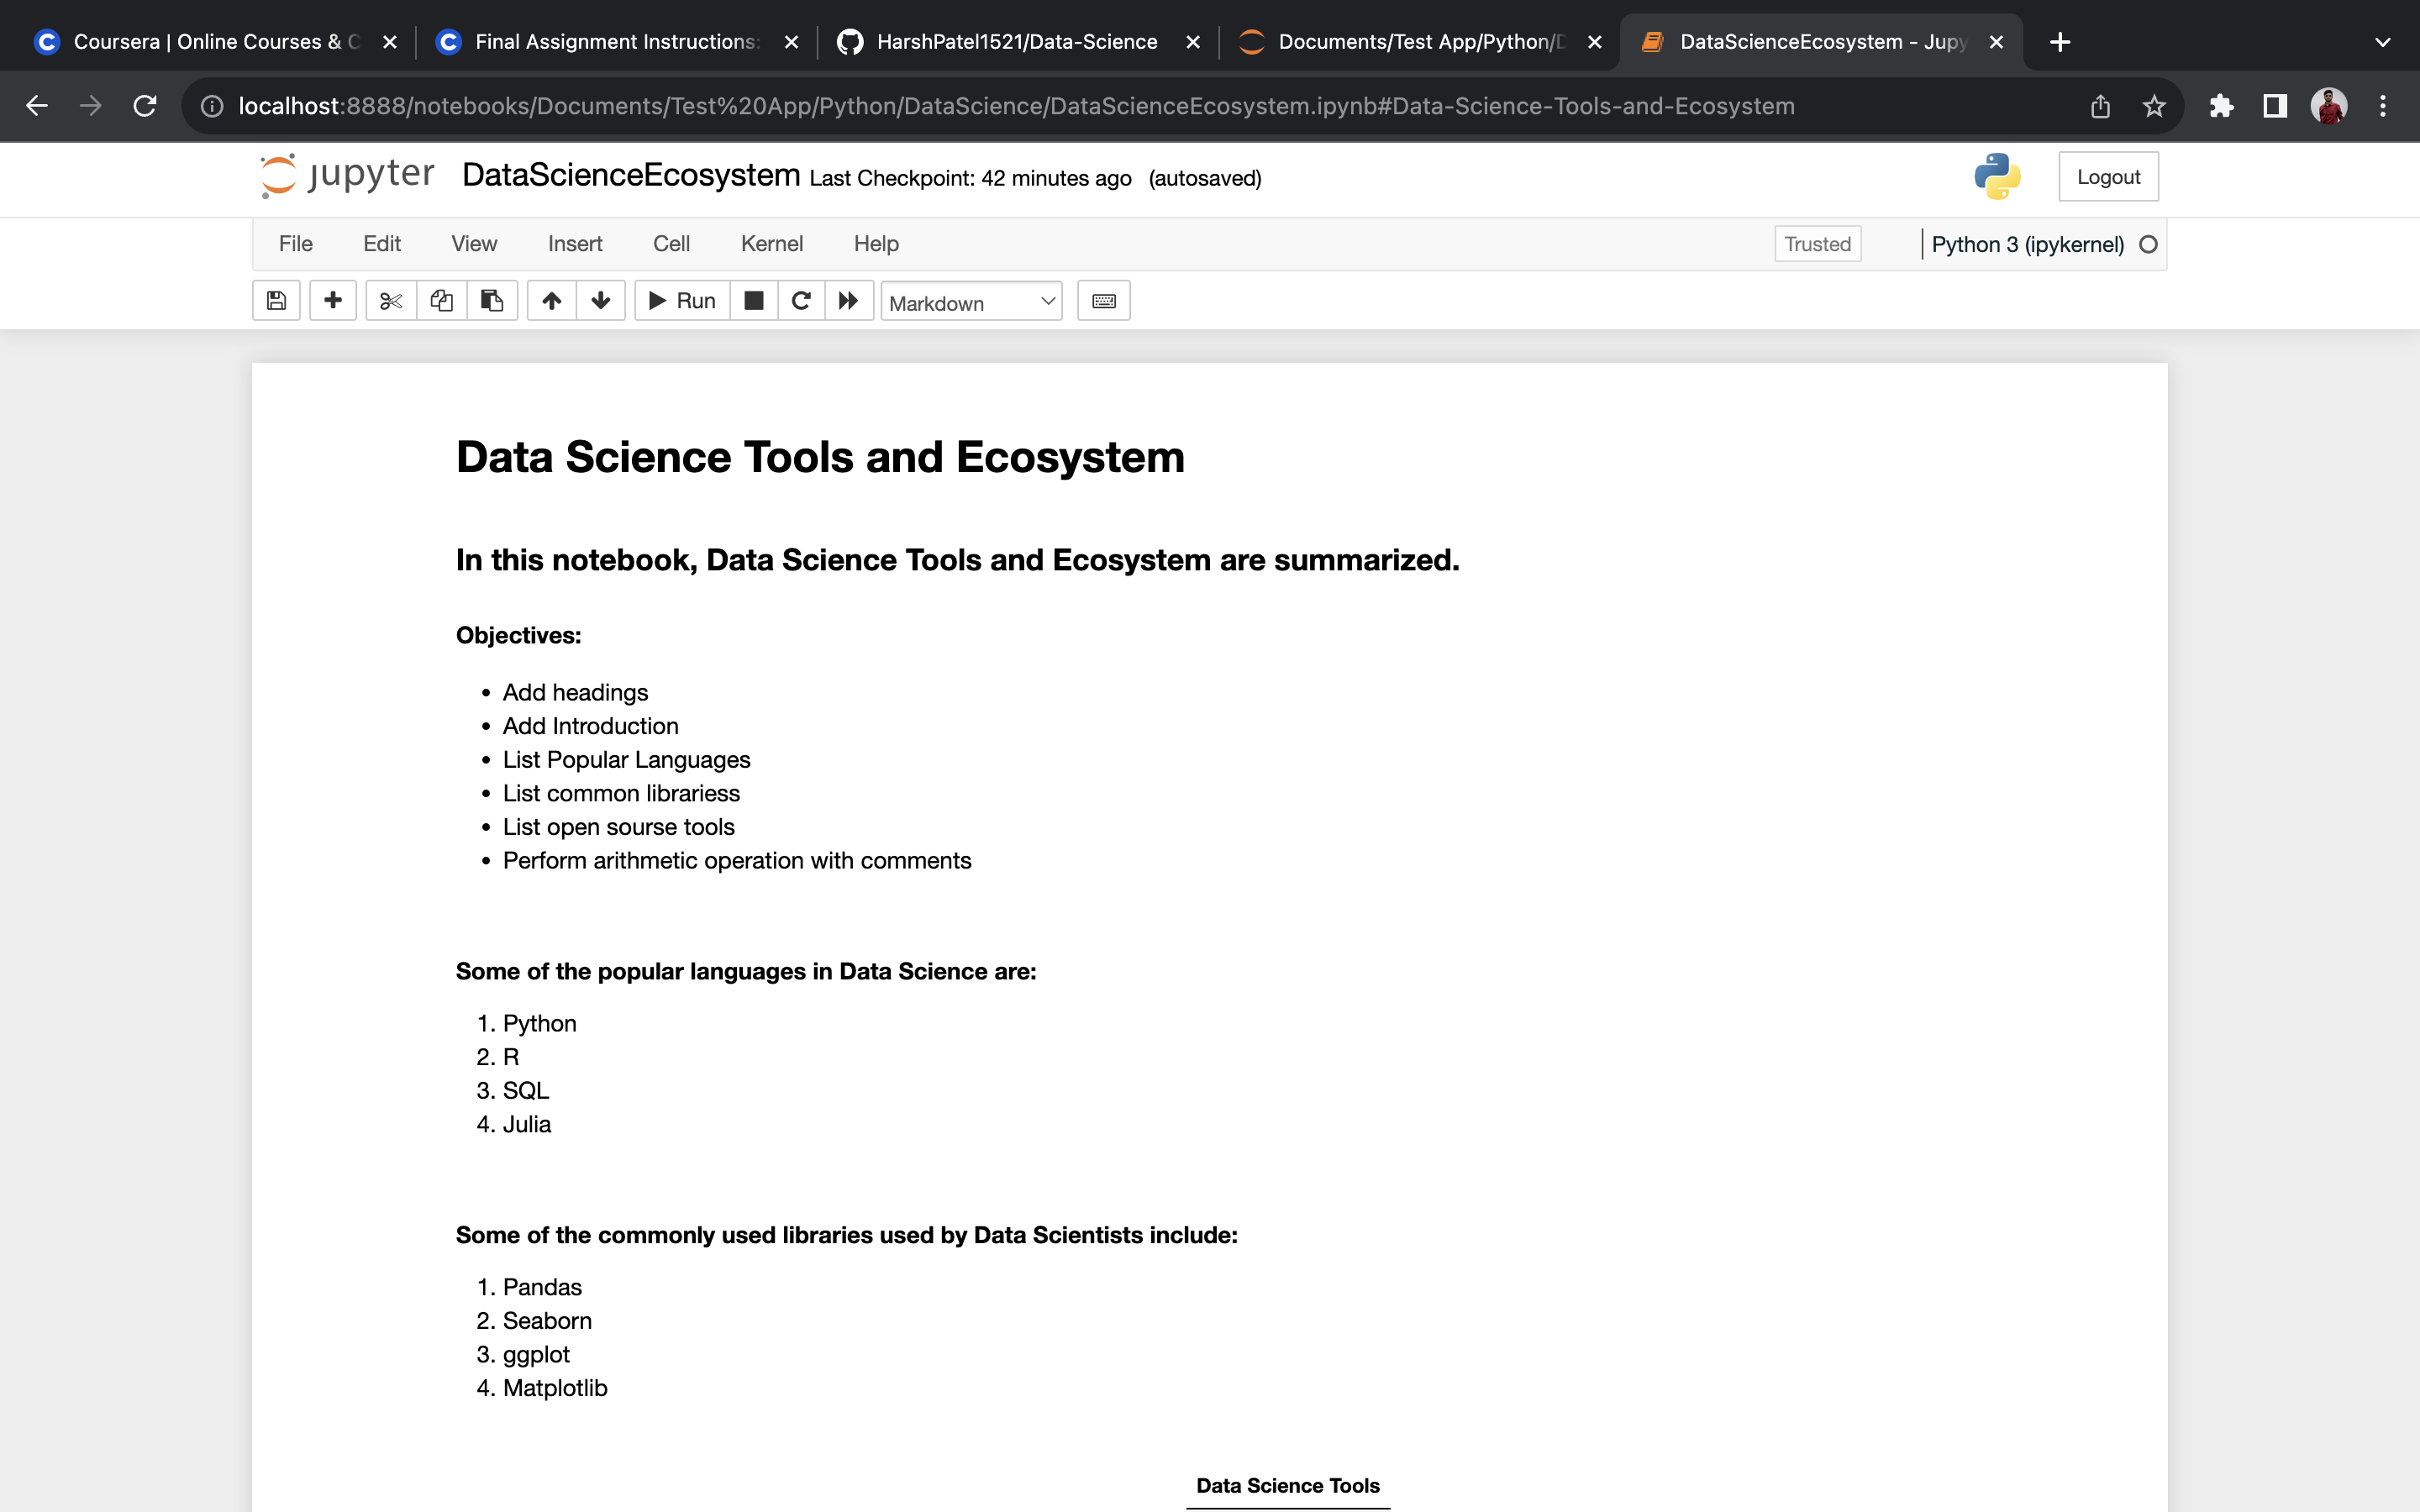 Coursera | Online Courses & C
Final Assignment Instructions:
HarshPatel1521/Data-Science
Documents/Test App/Python/D
DataScienceEcosystem - Jupy
localhost:8888/notebooks/Documents/Test%20App/Python/DataScience/DataScienceEcosystem.ipynb#Data-Science-Tools-and-Ecosystem
jupyter DataScienceEcosystem Last Checkpoint: 42 minutes ago (autosaved)
Logout
File Edit View Insert Cell Kernel Help Trusted Python 3 (ipykernel)
Run Markdown
Data Science Tools and Ecosystem
In this notebook, Data Science Tools and Ecosystem are summarized.
Objectives:
• Add headings
• Add Introduction
• List Popular Languages
• List common librariess
• List open sourse tools
• Perform arithmetic operation with comments
Some of the popular languages in Data Science are:
1. Python
2. R
3. SQL
4. Julia
Some of the commonly used libraries used by Data Scientists include:
1. Pandas
2. Seaborn
3. ggplot
4. Matplotlib
Data Science Tools